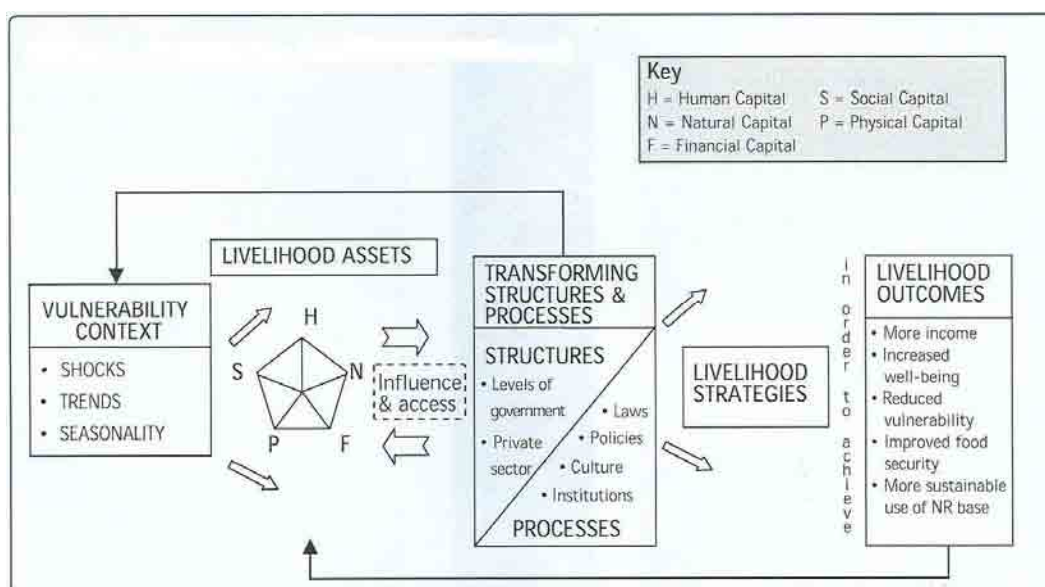 Key
H = Human Capital S = Social Capital
N = Natural Capital P = Physical Capital
F = Financial Capital
LIVELIHOOD ASSETS
VULNERABILITY
CONTEXT
• SHOCKS
• TRENDS
• SEASONALITY
H
S
N
P
F
Influence
& access
TRANSFORMING
STRUCTURES &
PROCESSES
STRUCTURES
• Levels of
government
• Private
sector
• Laws
• Policies
• Culture
• Institutions
PROCESSES
LIVELIHOOD
STRATEGIES
in order to achieve
LIVELIHOOD
OUTCOMES
• More income
• Increased
well-being
• Reduced
vulnerability
• Improved food
security
• More sustainable
use of NR base